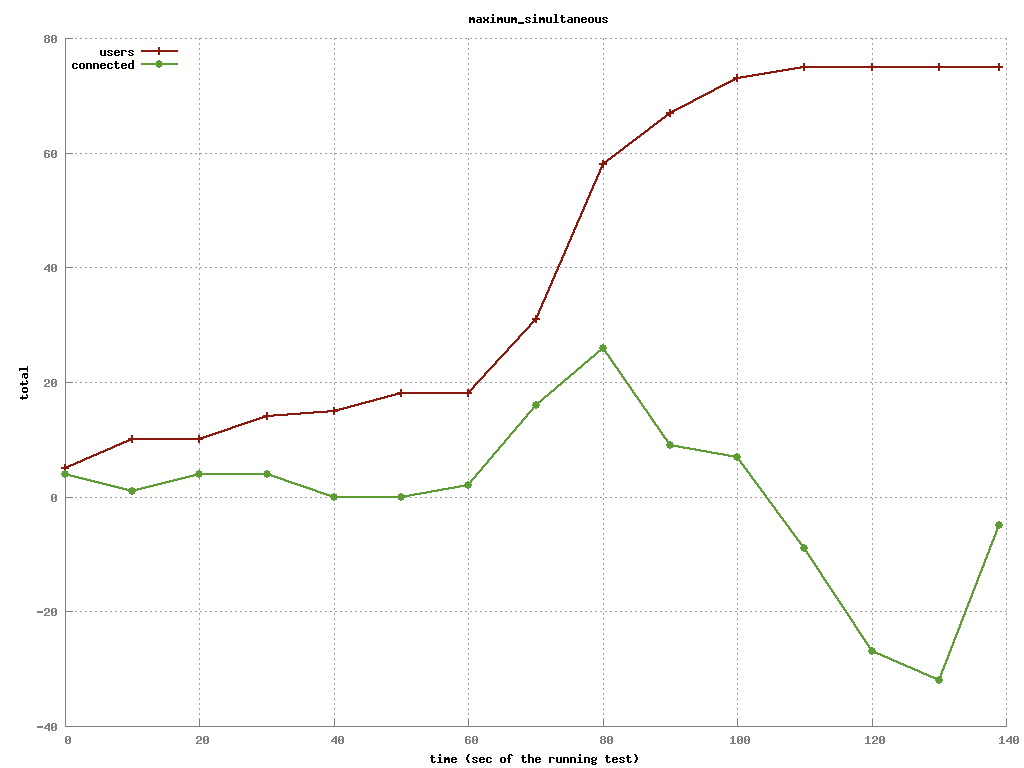 maximum_simultaneous
users
connected
80
60
40
20
0
-20
-40
total
0 20 40 60 80 100 120 140
time (sec of the running test)